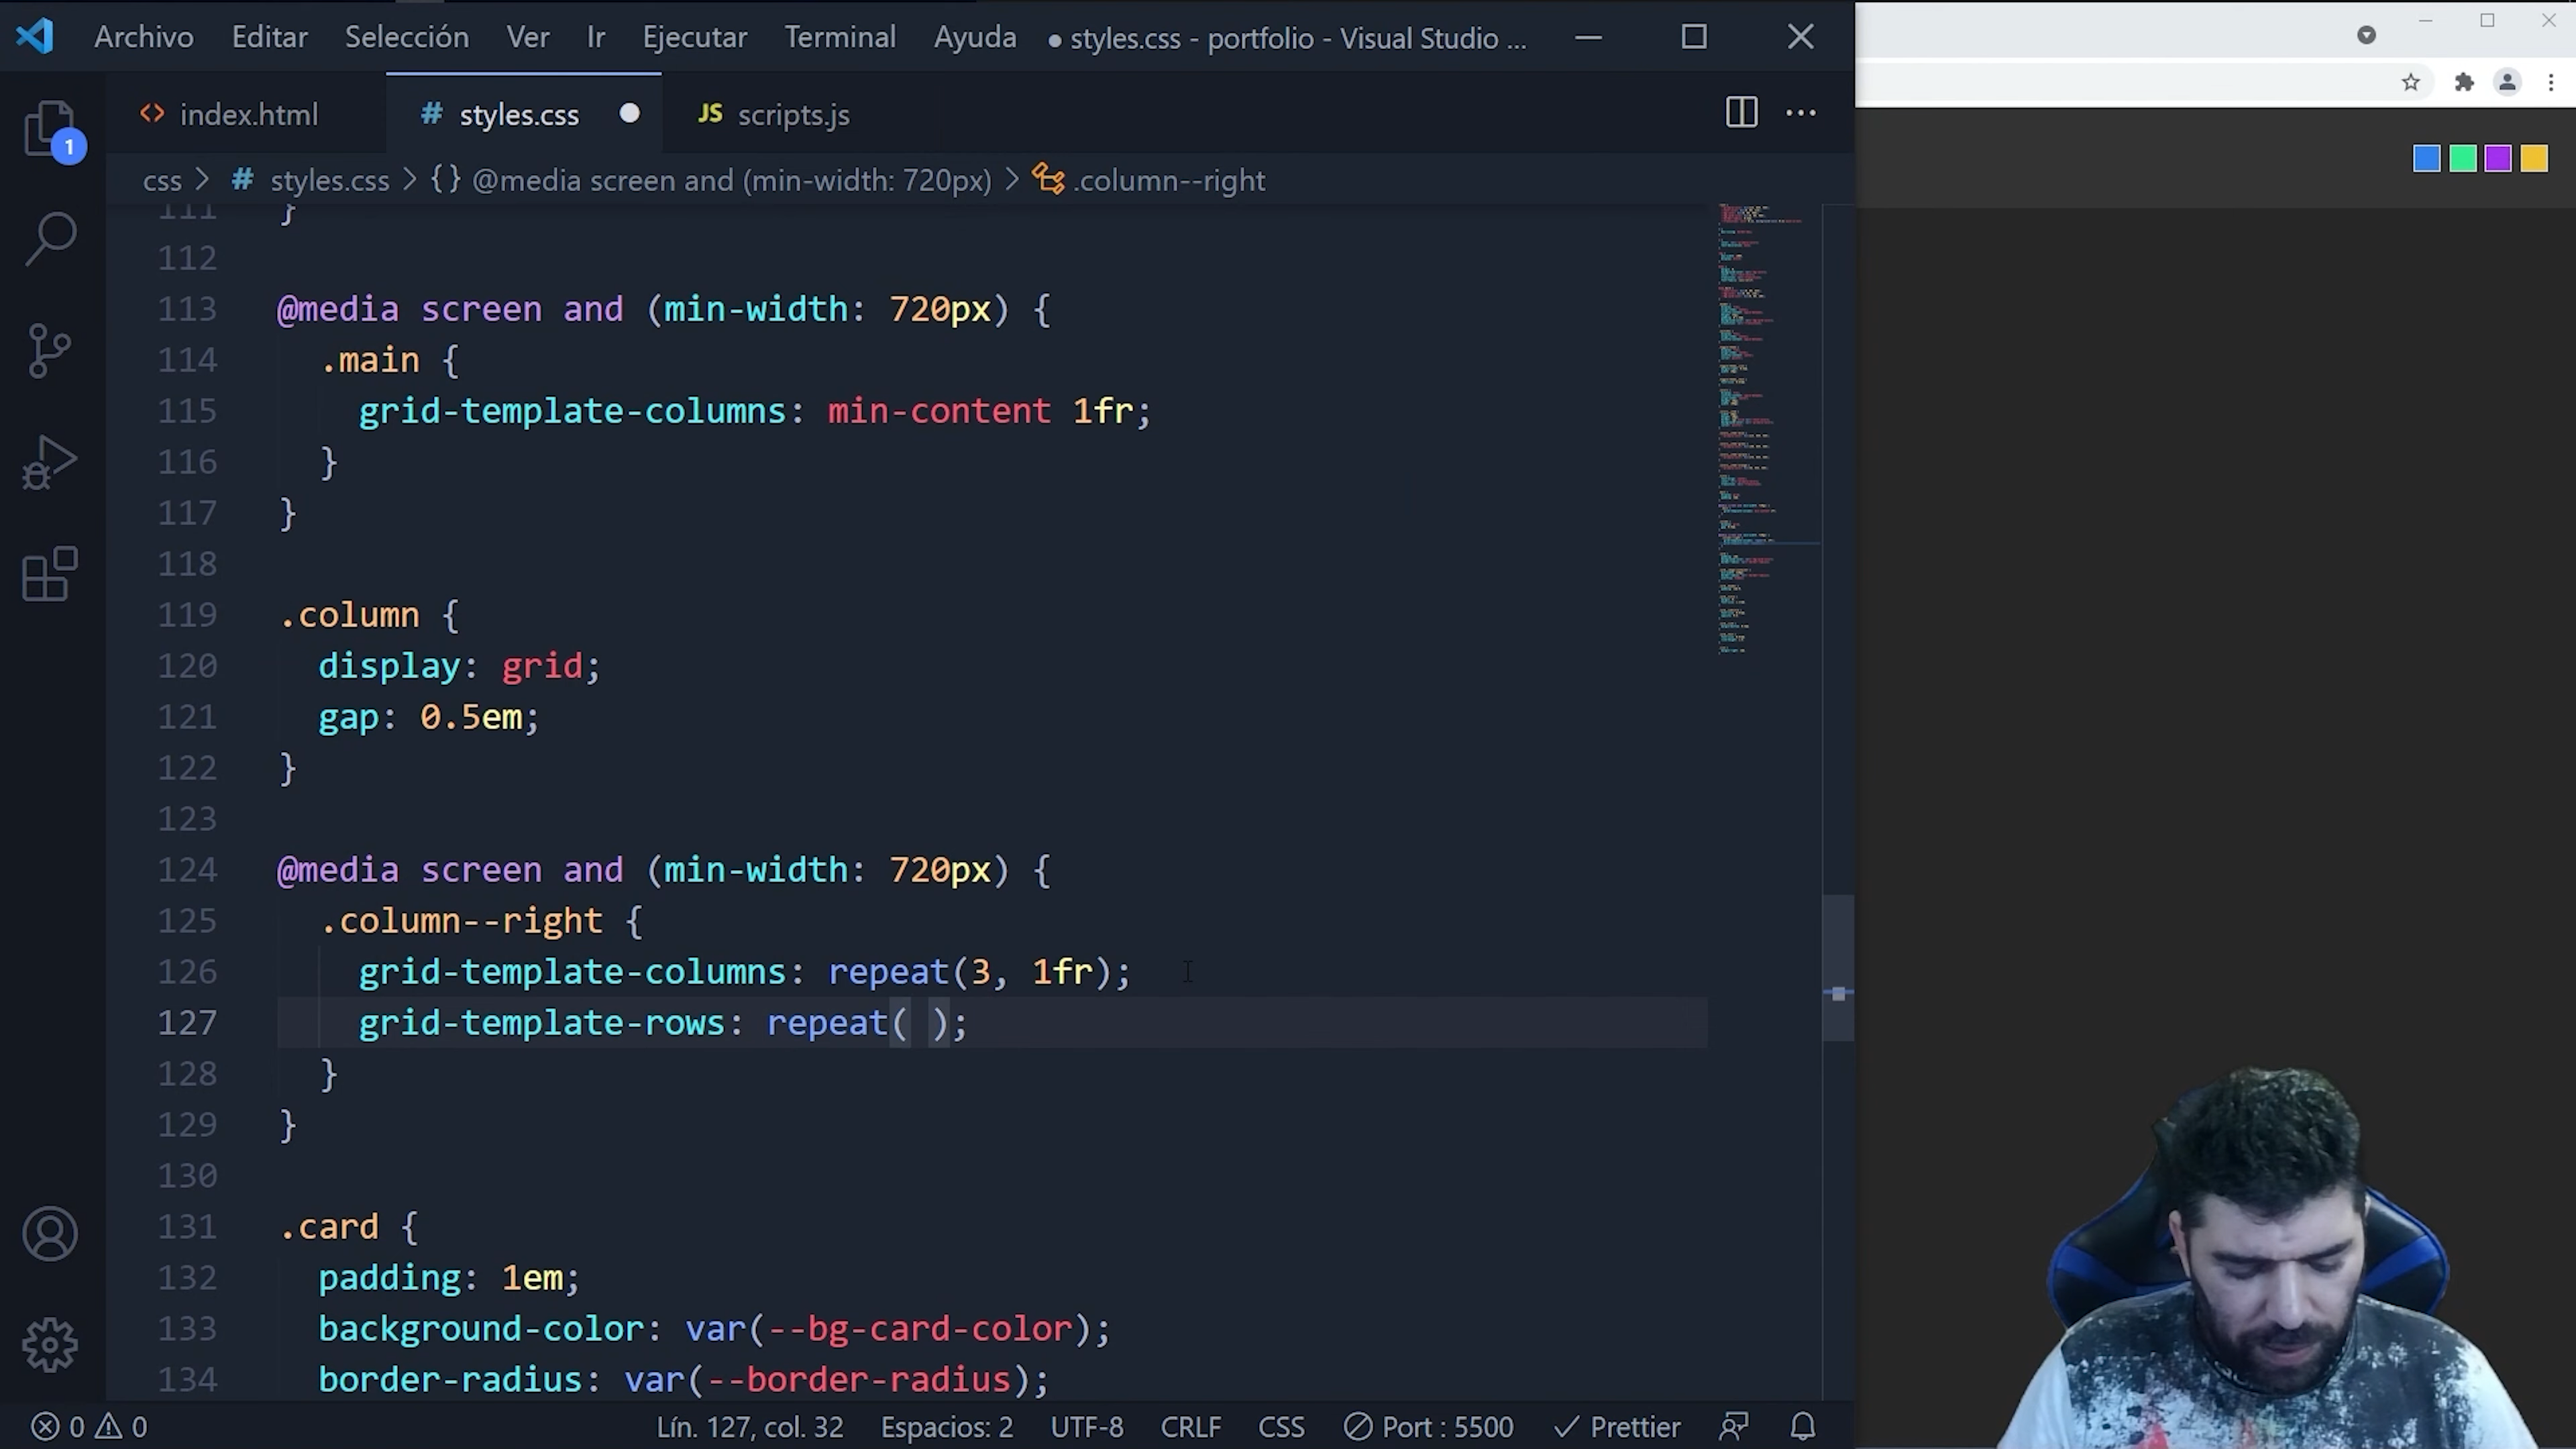 Archivo Editar Selección Ver Ir Ejecutar Terminal Ayuda ● styles.css - portfolio - Visual Studio ...
<> index.html # styles.css ● JS scripts.js ...
1
css > # styles.css > {} @media screen and (min-width: 720px) > .column--right
111 }
112
113 @media screen and (min-width: 720px) {
114 .main {
115 grid-template-columns: min-content 1fr;
116 }
117 }
118
119 .column {
120 display: grid;
121 gap: 0.5em;
122 }
123
124 @media screen and (min-width: 720px) {
125 .column--right {
126 grid-template-columns: repeat(3, 1fr);
127 grid-template-rows: repeat( );
128 }
129 }
130
131 .card {
132 padding: 1em;
133 background-color: var(--bg-card-color);
134 border-radius: var(--border-radius);
0 0 Lín. 127, col. 32 Espacios: 2 UTF-8 CRLF CSS Port : 5500 Prettier